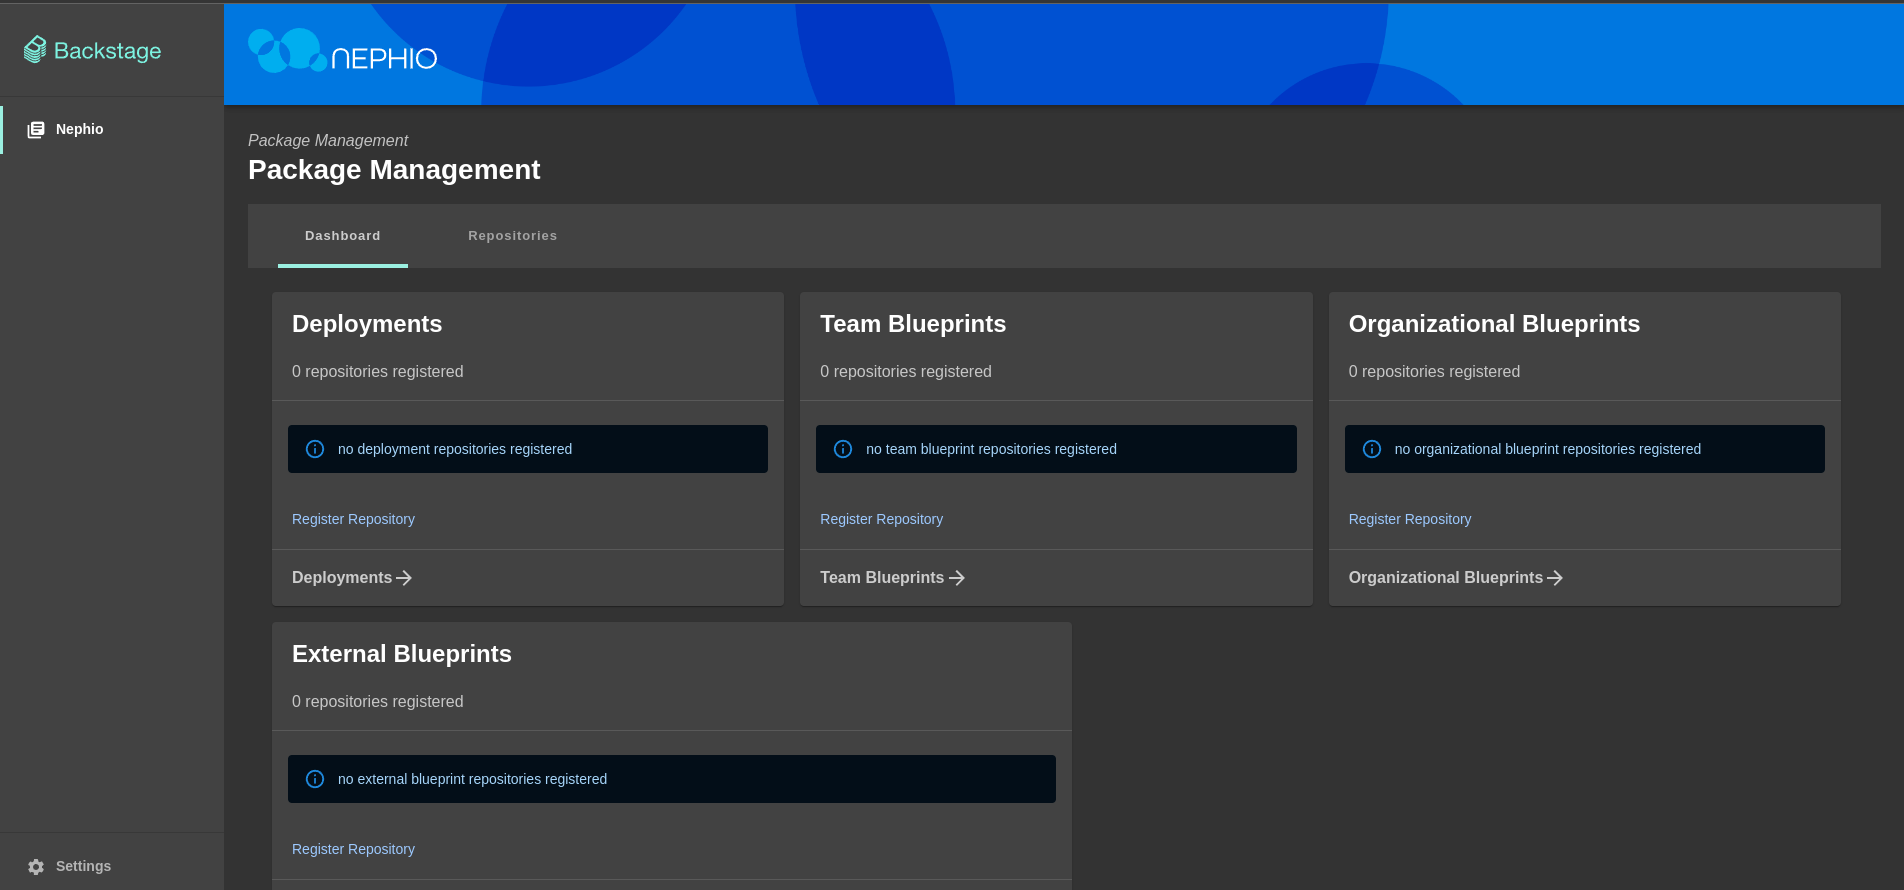 Backstage
NEPHIO
Nephio
Package Management
Package Management
Dashboard
Repositories
Deployments
0 repositories registered
no deployment repositories registered
Register Repository
Deployments
Team Blueprints
0 repositories registered
no team blueprint repositories registered
Register Repository
Team Blueprints
Organizational Blueprints
0 repositories registered
no organizational blueprint repositories registered
Register Repository
Organizational Blueprints
External Blueprints
0 repositories registered
no external blueprint repositories registered
Register Repository
Settings